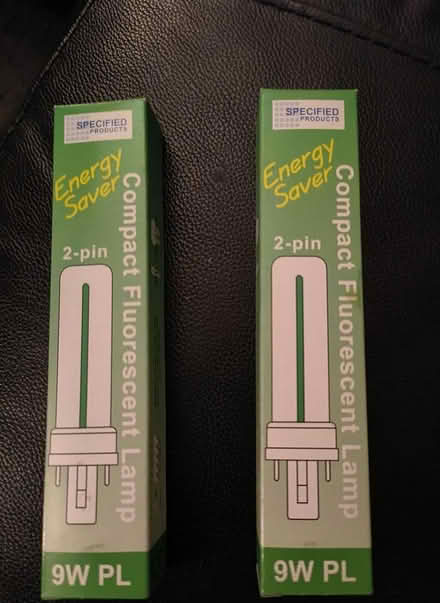 SPECIFIED
PRODUCTS
Energy
Saver
Compact Fluorescent Lamp
2-pin
9W PL
SPECIFIED
PRODUCTS
Energy
Saver
Compact Fluorescent Lamp
2-pin
9W PL